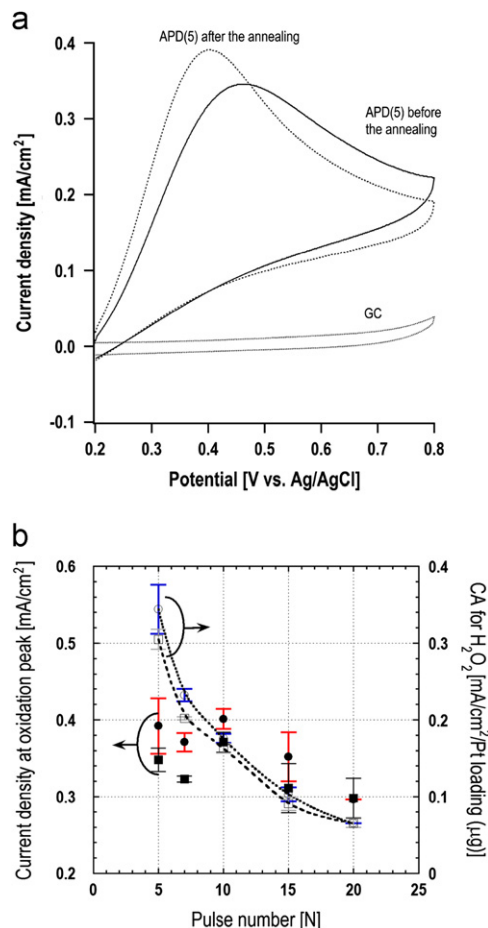 a
APD(5) after the annealing
APD(5) before
the annealing
GC
Current density [mA/cm²]
0.4
0.3
0.2
0.1
0.0
-0.1
0.2 0.3 0.4 0.5 0.6 0.7 0.8
Potential [V vs. Ag/AgCl]
b
Current density at oxidation peak [mA/cm²]
0.6
0.5
0.4
0.3
0.2
0.4
0.3
0.2
0.1
0
CA for H₂O₂[mA/cm²/Pt loading (μg)]
0 5 10 15 20 25
Pulse number [N]